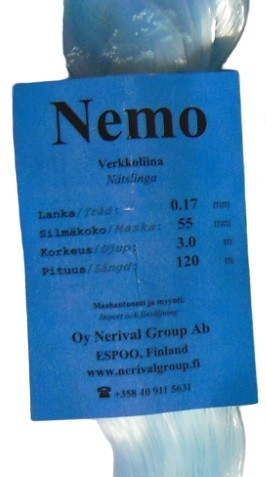 Nemo
Verkkoliina
Nätslinga
Lanka/Tråd: 0.17 mm
Silmäkoko/Maska: 55 mm
Korkeus/Djup: 3.0 m
Pituus/Längd: 120 m
Maahantuonti ja myynti:
Import och försäljning
Oy Nerival Group Ab
ESPOO, Finland
www.nerivalgroup.fi
☎ +358 40 911 5631